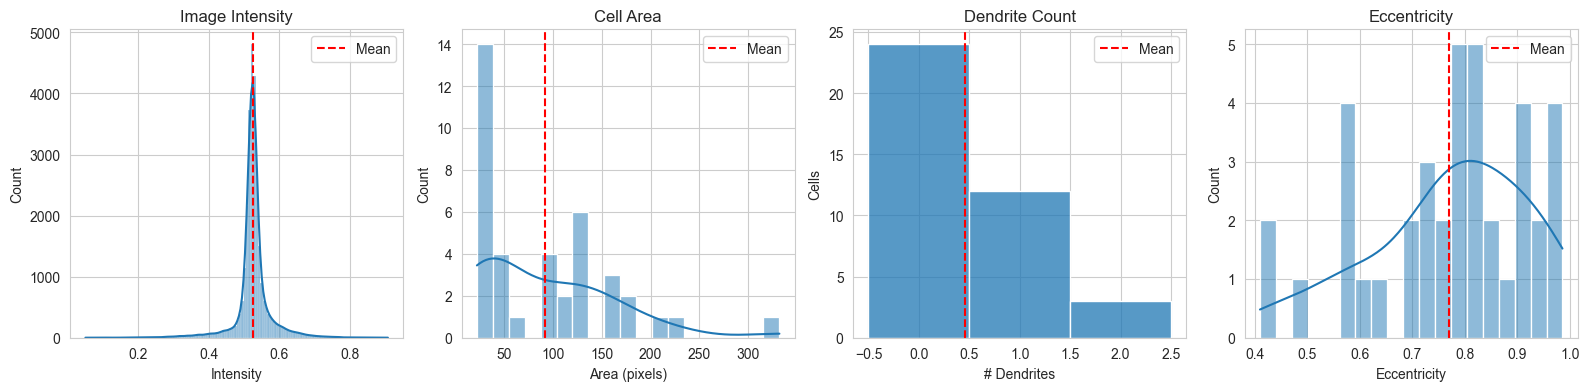 Image Intensity
Mean
5000
4000
3000
2000
1000
0
Count
0.2 0.4 0.6 0.8
Intensity
Cell Area
Mean
14
12
10
8
6
4
2
0
Count
50 100 150 200 250 300
Area (pixels)
Dendrite Count
Mean
25
20
15
10
5
0
Cells
−0.5 0.0 0.5 1.0 1.5 2.0 2.5
# Dendrites
Eccentricity
Mean
5
4
3
2
1
0
Count
0.4 0.5 0.6 0.7 0.8 0.9 1.0
Eccentricity